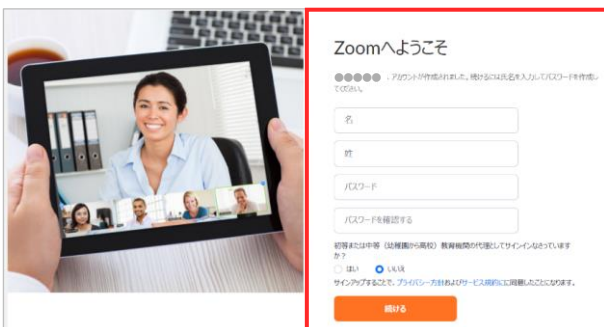 Zoomへようこそ
、アカウントが作成されました。続けるには氏名を入力してパスワードを作成し
てください。
名
姓
パスワード
パスワードを確認する
初等または中等（幼稚園から高校）教育機関の代理としてサインインなさっています
か？
はい いいえ
サインアップすることで、プライバシー方針およびサービス規約にに同意したことになります。
続ける